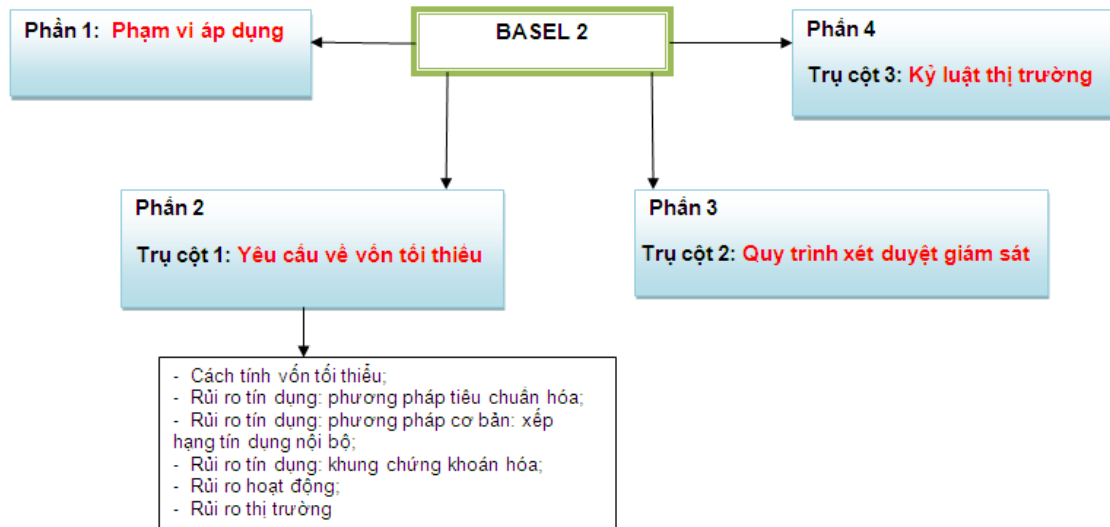 BASEL 2
Phần 1: Phạm vi áp dụng
Phần 4
Trụ cột 3: Kỷ luật thị trường
Phần 2
Trụ cột 1: Yêu cầu về vốn tối thiểu
Phần 3
Trụ cột 2: Quy trình xét duyệt giám sát
- Cách tính vốn tối thiểu;
- Rủi ro tín dụng: phương pháp tiêu chuẩn hóa;
- Rủi ro tín dụng: phương pháp cơ bản: xếp
hạng tín dụng nội bộ;
- Rủi ro tín dụng: khung chứng khoán hóa;
- Rủi ro hoạt động;
- Rủi ro thị trường